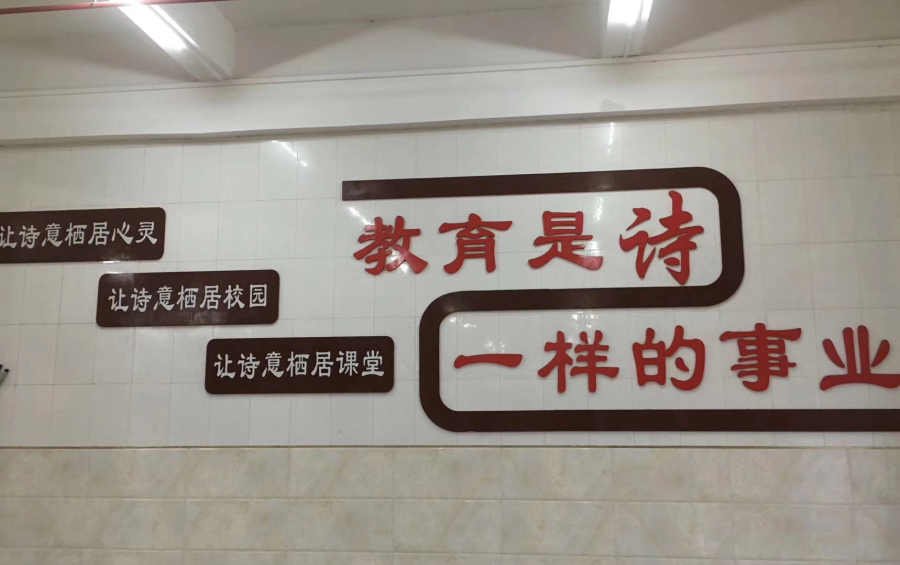 让诗意栖居心灵
让诗意栖居校园
让诗意栖居课堂
教育是诗
一样的事业